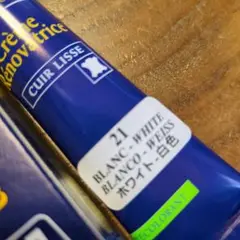 Crème
Rénovatrice
CUIR LISSE
21
BLANC - WHITE
BLANCO - WEISS
ホワイト - 白色